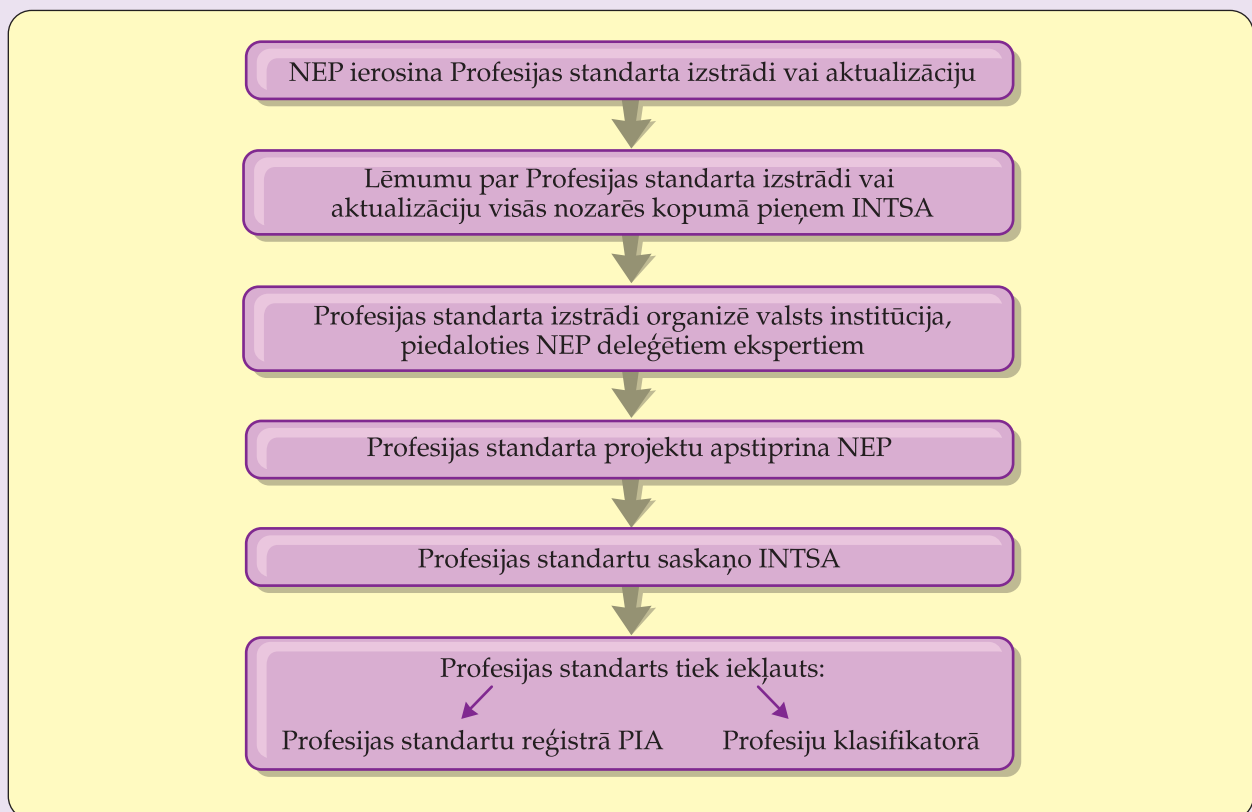 NEP ierosina Profesijas standarta izstrādi vai aktualizāciju
Lēmumu par Profesijas standarta izstrādi vai
aktualizāciju visās nozarēs kopumā pieņem INTSA
Profesijas standarta izstrādi organizē valsts institūcija,
piedaloties NEP deleģētiem ekspertiem
Profesijas standarta projektu apstiprina NEP
Profesijas standartu saskaņo INTSA
Profesijas standarts tiek iekļauts:
Profesijas standartu reģistrā PIA
Profesiju klasifikatorā